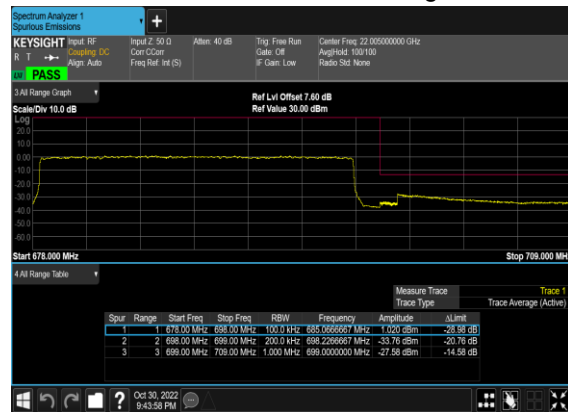 Spectrum Analyzer 1
Spurious Emissions
+
KEYSIGHT Input: RF Input Z: 50 Ω Atten: 40 dB Trig: Free Run Center Freq: 22.005000000 GHz
R T Coupling: DC Corr CCorr Gate: Off Avg|Hold: 100/100
Align: Auto Freq Ref: Int (S) IF Gain: Low Radio Std: None
PASS
3 All Range Graph
Ref Lvl Offset 7.60 dB
Scale/Div 10.0 dB Ref Value 30.00 dBm
Log
20.0
10.0
0.00
-10.0
-20.0
-30.0
-40.0
-50.0
-60.0
Start 678.000 MHz Stop 709.000 MH
4 All Range Table
Measure Trace Trace 1
Trace Type Trace Average (Active)
Spur Range Start Freq Stop Freq RBW Frequency Amplitude ΔLimit
1 1 678.00 MHz 698.00 MHz 100.0 kHz 685.0666667 MHz 1.020 dBm -28.98 dB
2 2 698.00 MHz 699.00 MHz 200.0 kHz 698.2266667 MHz -33.76 dBm -20.76 dB
3 3 699.00 MHz 709.00 MHz 1.000 MHz 699.0000000 MHz -27.58 dBm -14.58 dB
? Oct 30, 2022
9:43:58 PM